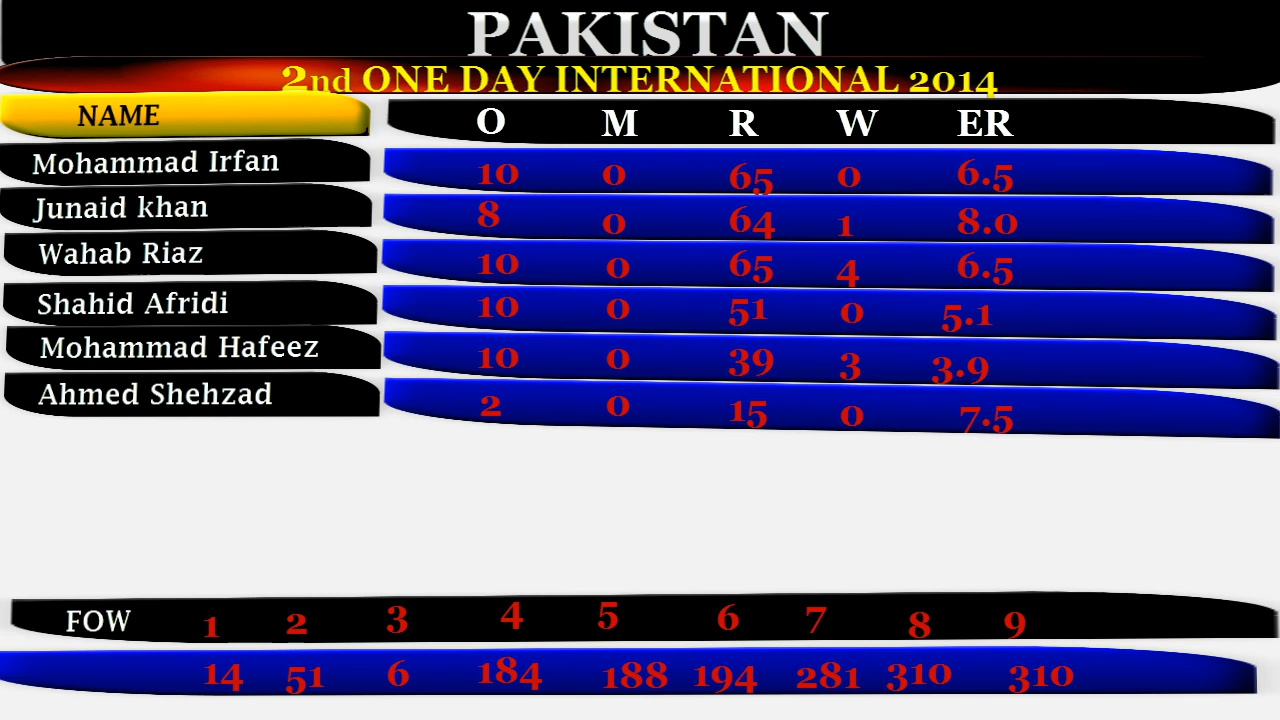 PAKISTAN
2nd ONE DAY INTERNATIONAL 2014
NAME O M R W ER
Mohammad Irfan 10 0 65 0 6.5
Junaid khan 8 0 64 1 8.0
Wahab Riaz 10 0 65 4 6.5
Shahid Afridi 10 0 51 0 5.1
Mohammad Hafeez 10 0 39 3 3.9
Ahmed Shehzad 2 0 15 0 7.5
FOW 1 2 3 4 5 6 7 8 9
14 51 6 184 188 194 281 310 310